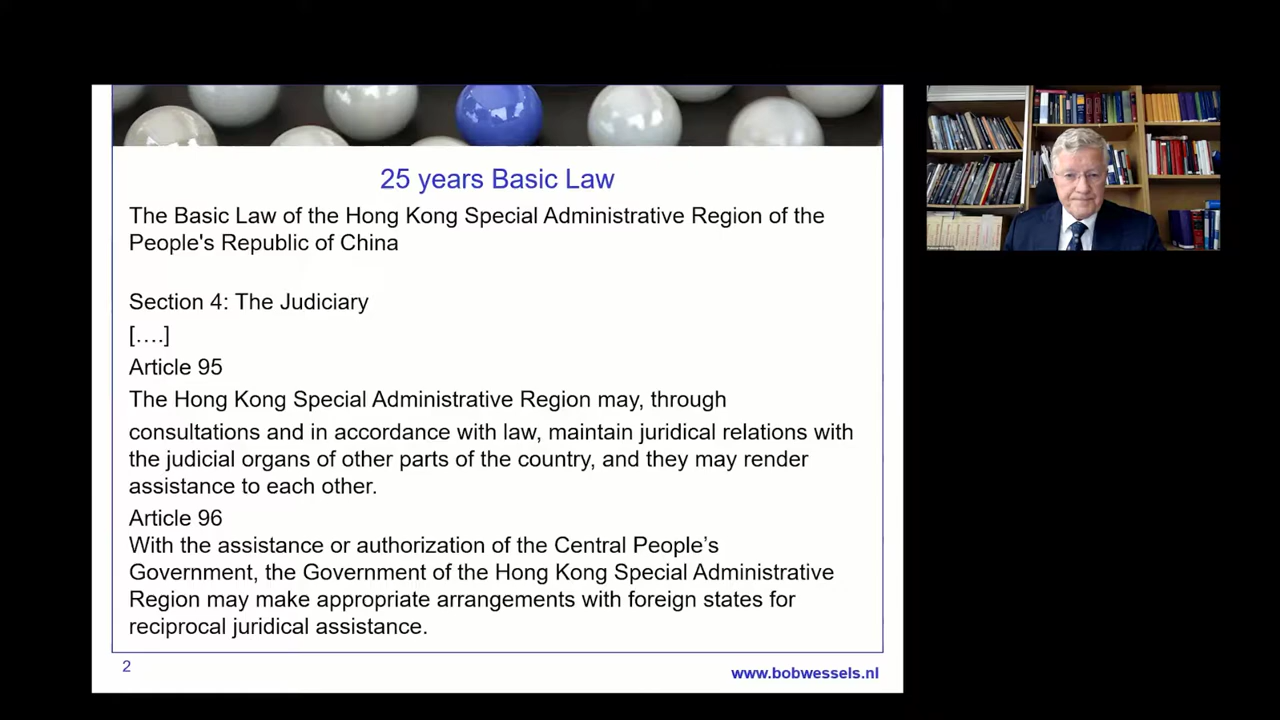 25 years Basic Law
The Basic Law of the Hong Kong Special Administrative Region of the
People's Republic of China
Section 4: The Judiciary
[….]
Article 95
The Hong Kong Special Administrative Region may, through
consultations and in accordance with law, maintain juridical relations with
the judicial organs of other parts of the country, and they may render
assistance to each other.
Article 96
With the assistance or authorization of the Central People’s
Government, the Government of the Hong Kong Special Administrative
Region may make appropriate arrangements with foreign states for
reciprocal juridical assistance.
2
www.bobwessels.nl